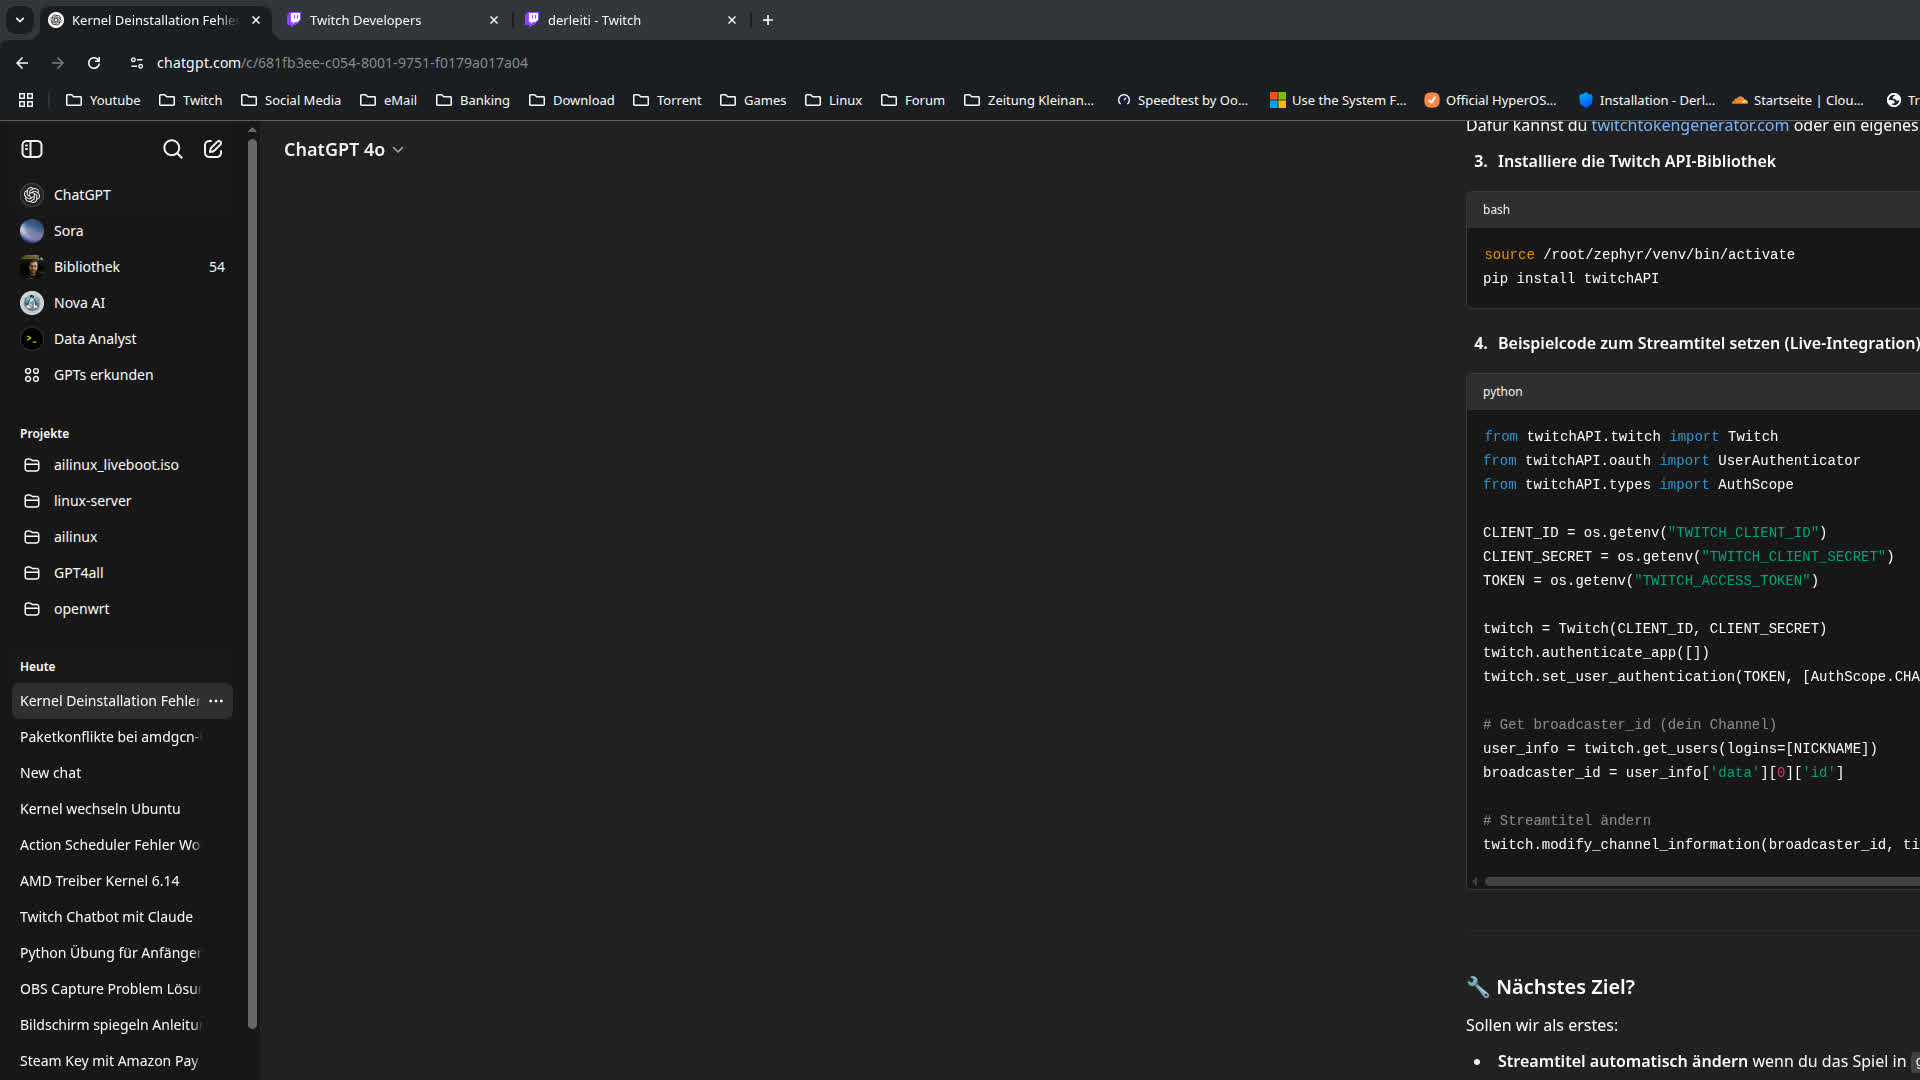 Kernel Deinstallation Fehle
Twitch Developers
derleiti - Twitch
chatgpt.com/c/681fb3ee-c054-8001-9751-f0179a017a04
Youtube
Twitch
Social Media
eMail
Banking
Download
Torrent
Games
Linux
Forum
Zeitung Kleinan...
Speedtest by Oo...
Use the System F...
Official HyperOS...
Installation - Derl...
Startseite | Clou...
Tr
ChatGPT 4o
ChatGPT
Sora
Bibliothek 54
Nova AI
Data Analyst
GPTs erkunden
Projekte
ailinux_liveboot.iso
linux-server
ailinux
GPT4all
openwrt
Heute
Kernel Deinstallation Fehler
Paketkonflikte bei amdgcn-
New chat
Kernel wechseln Ubuntu
Action Scheduler Fehler Wo
AMD Treiber Kernel 6.14
Twitch Chatbot mit Claude
Python Übung für Anfänger
OBS Capture Problem Lösu
Bildschirm spiegeln Anleitu
Steam Key mit Amazon Pay
Dafür kannst du twitchtokengenerator.com oder ein eigenes
3. Installiere die Twitch API-Bibliothek
bash
source /root/zephyr/venv/bin/activate
pip install twitchAPI
4. Beispielcode zum Streamtitel setzen (Live-Integration)
python
from twitchAPI.twitch import Twitch
from twitchAPI.oauth import UserAuthenticator
from twitchAPI.types import AuthScope
CLIENT_ID = os.getenv("TWITCH_CLIENT_ID")
CLIENT_SECRET = os.getenv("TWITCH_CLIENT_SECRET")
TOKEN = os.getenv("TWITCH_ACCESS_TOKEN")
twitch = Twitch(CLIENT_ID, CLIENT_SECRET)
twitch.authenticate_app([])
twitch.set_user_authentication(TOKEN, [AuthScope.CHA
# Get broadcaster_id (dein Channel)
user_info = twitch.get_users(logins=[NICKNAME])
broadcaster_id = user_info['data'][0]['id']
# Streamtitel ändern
twitch.modify_channel_information(broadcaster_id, ti
🔧 Nächstes Ziel?
Sollen wir als erstes:
• Streamtitel automatisch ändern wenn du das Spiel in g